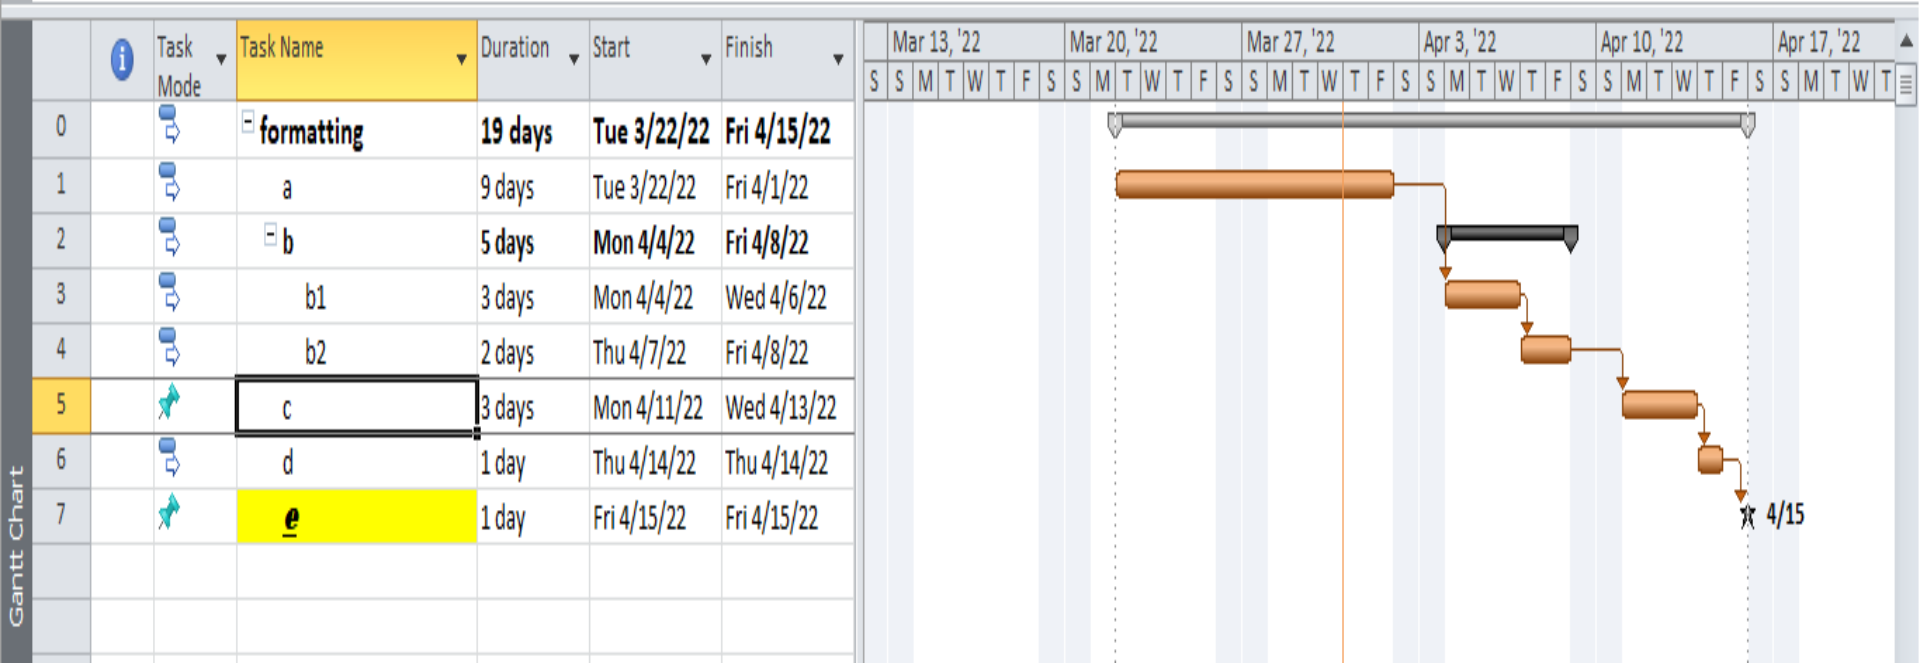 Task Mode Task Name Duration Start Finish
Mar 13, '22 Mar 20, '22 Mar 27, '22 Apr 3, '22 Apr 10, '22 Apr 17, '22
S S M T W T F S S M T W T F S S M T W T F S S M T W T F S S M T W T F S S M T W T
0 formatting 19 days Tue 3/22/22 Fri 4/15/22
1 a 9 days Tue 3/22/22 Fri 4/1/22
2 b 5 days Mon 4/4/22 Fri 4/8/22
3 b1 3 days Mon 4/4/22 Wed 4/6/22
4 b2 2 days Thu 4/7/22 Fri 4/8/22
5 c 3 days Mon 4/11/22 Wed 4/13/22
6 d 1 day Thu 4/14/22 Thu 4/14/22
7 e 1 day Fri 4/15/22 Fri 4/15/22
4/15
Gantt Chart